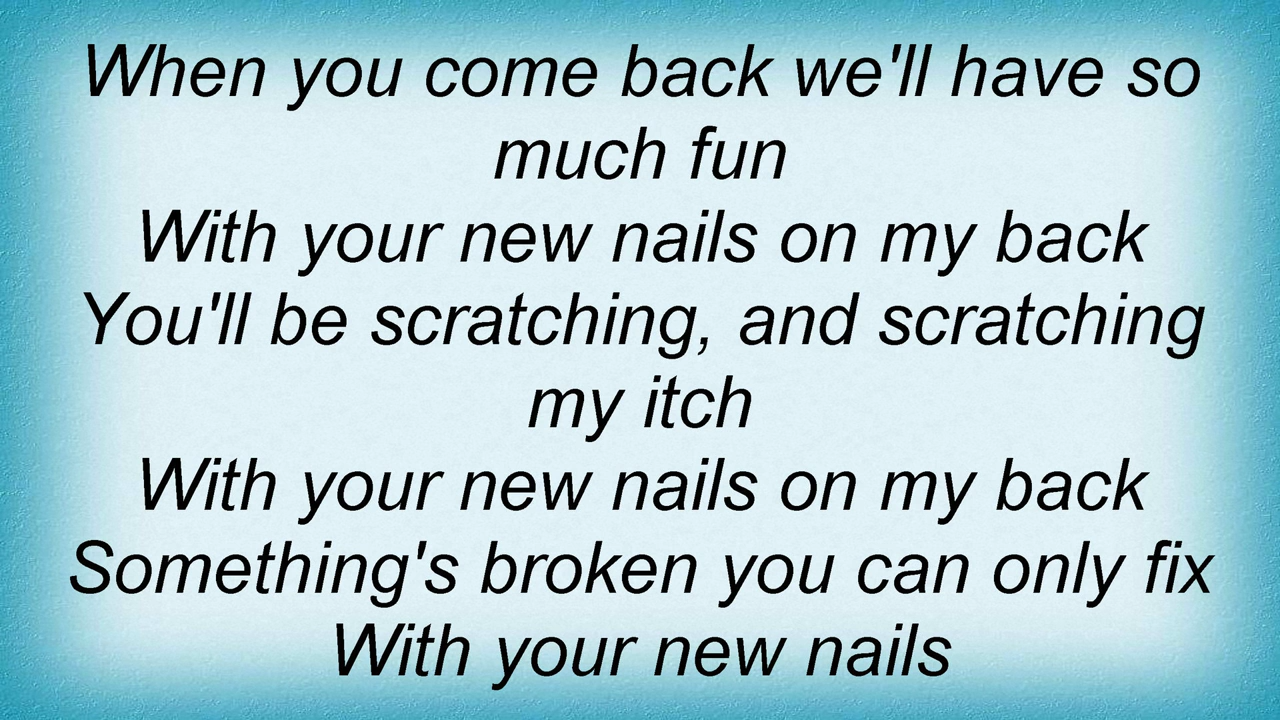 When you come back we'll have so
much fun
With your new nails on my back
You'll be scratching, and scratching
my itch
With your new nails on my back
Something's broken you can only fix
With your new nails